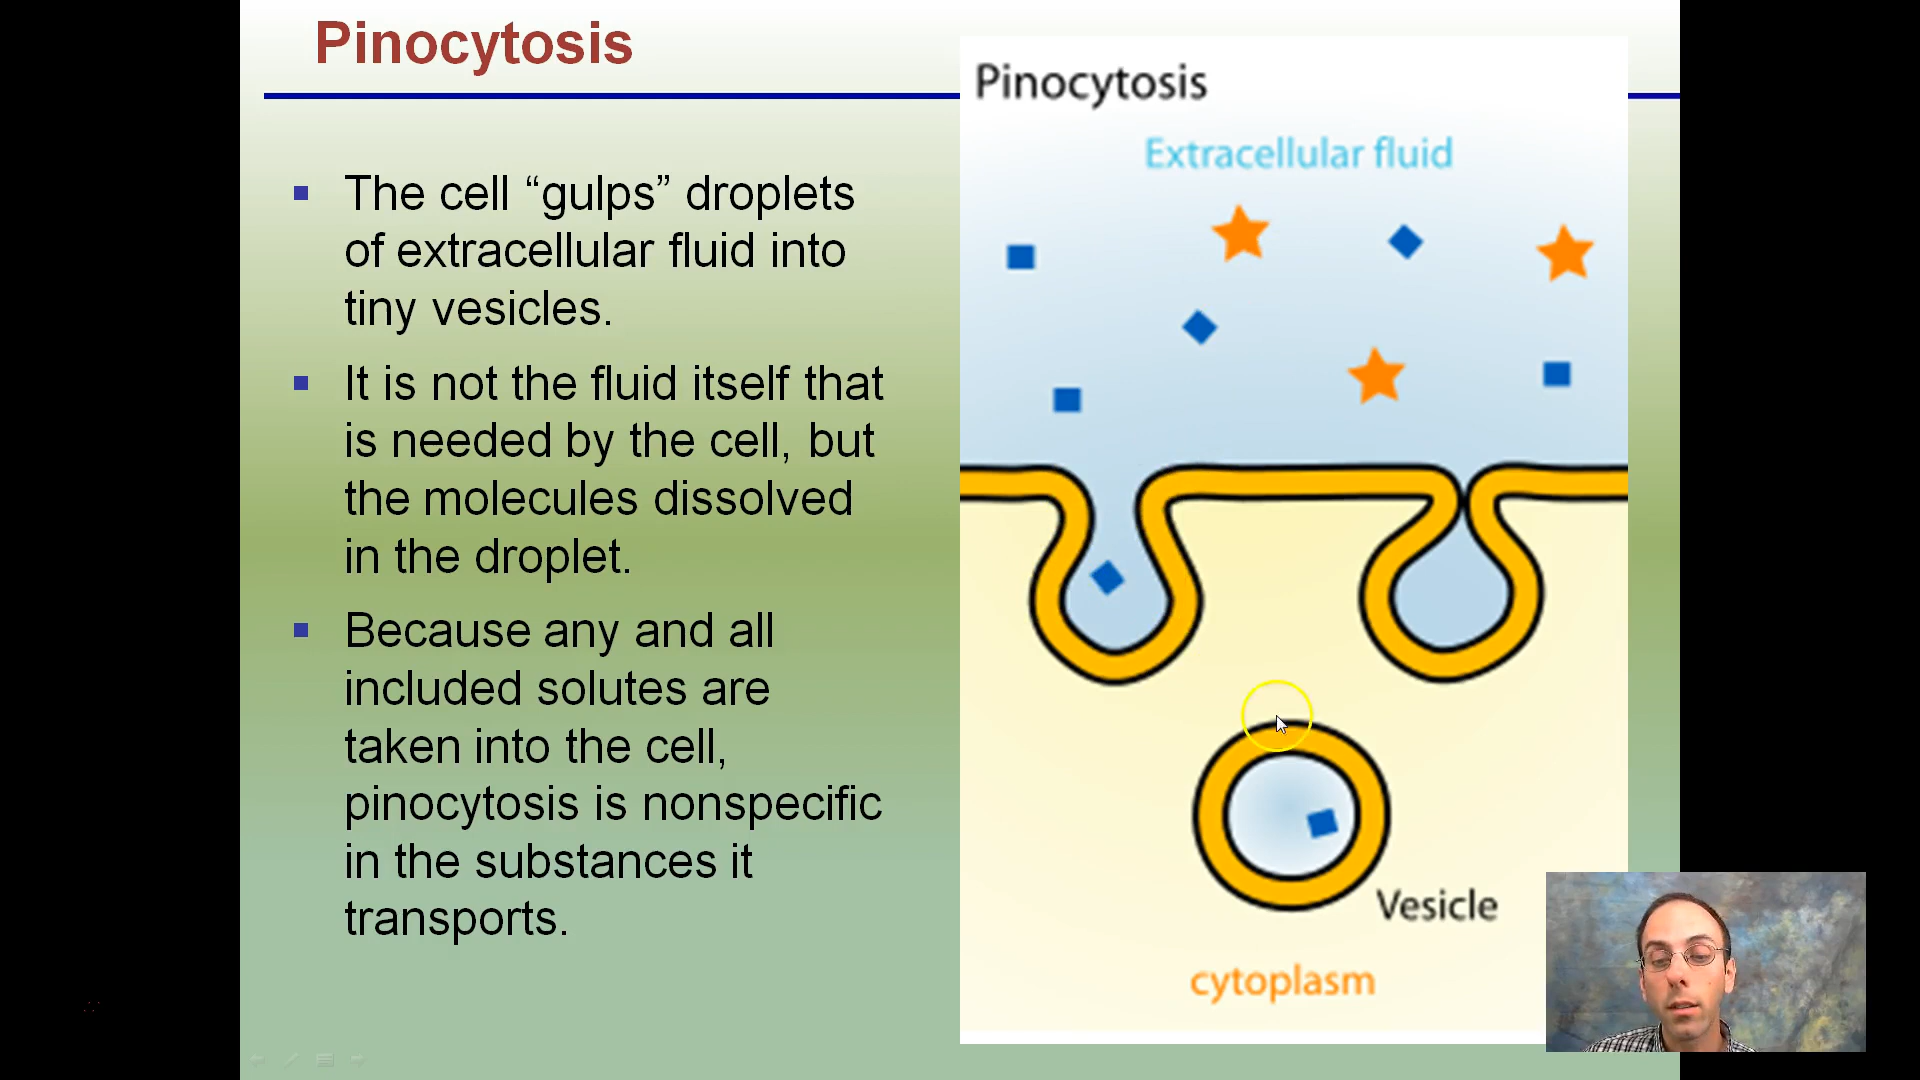 Pinocytosis
The cell “gulps” droplets
of extracellular fluid into
tiny vesicles.
It is not the fluid itself that
is needed by the cell, but
the molecules dissolved
in the droplet.
Because any and all
included solutes are
taken into the cell,
pinocytosis is nonspecific
in the substances it
transports.
Pinocytosis
Extracellular fluid
Vesicle
cytoplasm